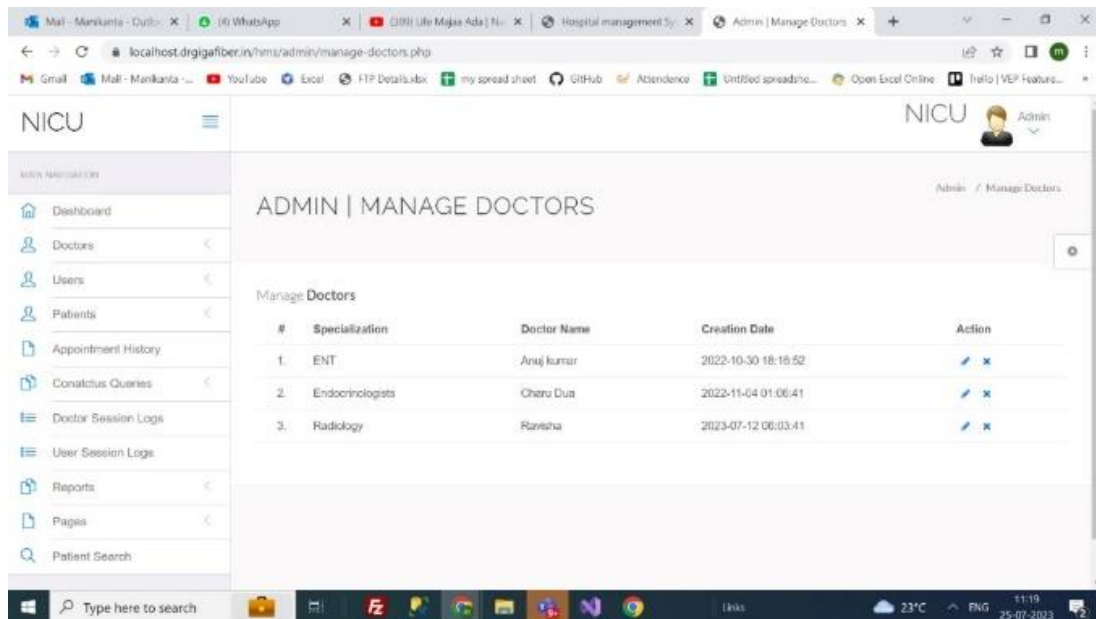 Mail - Manikanta - Outlo
(4) WhatsApp
Hospital management Sy
Admin | Manage Doctors
localhost.drgigafiber.in/hms/admin/manage-doctors.php
Gmail
Mail - Manikanta -...
YouTube
Excel
FTP Details.xlsx
my spread sheet
GitHub
Attendence
Untitled spreadshe...
Open Excel Online
Trello | VEP Feature...
NICU
NICU
Admin
MAIN NAVIGATION
Admin / Manage Doctors
ADMIN | MANAGE DOCTORS
Dashboard
Doctors
Users
Patients
Appointment History
Conatctus Queries
Doctor Session Logs
User Session Logs
Reports
Pages
Patient Search
Manage Doctors
# Specialization Doctor Name Creation Date Action
1. ENT Anuj kumar 2022-10-30 18:16:52
2. Endocrinologists Charu Dua 2022-11-04 01:06:41
3. Radiology Ravisha 2023-07-12 06:03:41
Type here to search
Links
23°C
ENG
11:19
25-07-2023